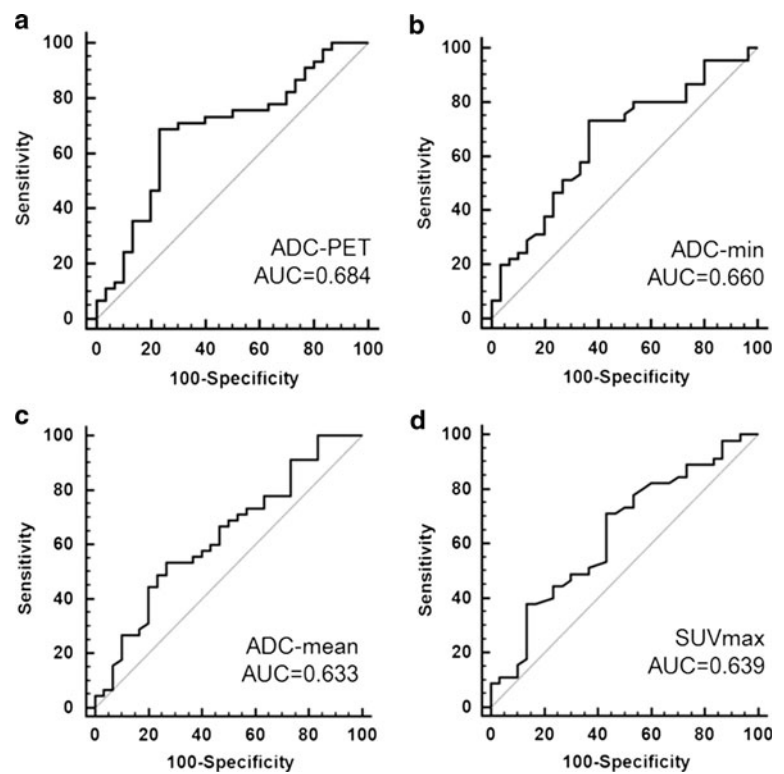 a
100
80
60
40
20
0
Sensitivity
ADC-PET
AUC=0.684
0 20 40 60 80 100
100-Specificity
b
100
80
60
40
20
0
Sensitivity
ADC-min
AUC=0.660
0 20 40 60 80 100
100-Specificity
c
100
80
60
40
20
0
Sensitivity
ADC-mean
AUC=0.633
0 20 40 60 80 100
100-Specificity
d
100
80
60
40
20
0
Sensitivity
SUVmax
AUC=0.639
0 20 40 60 80 100
100-Specificity